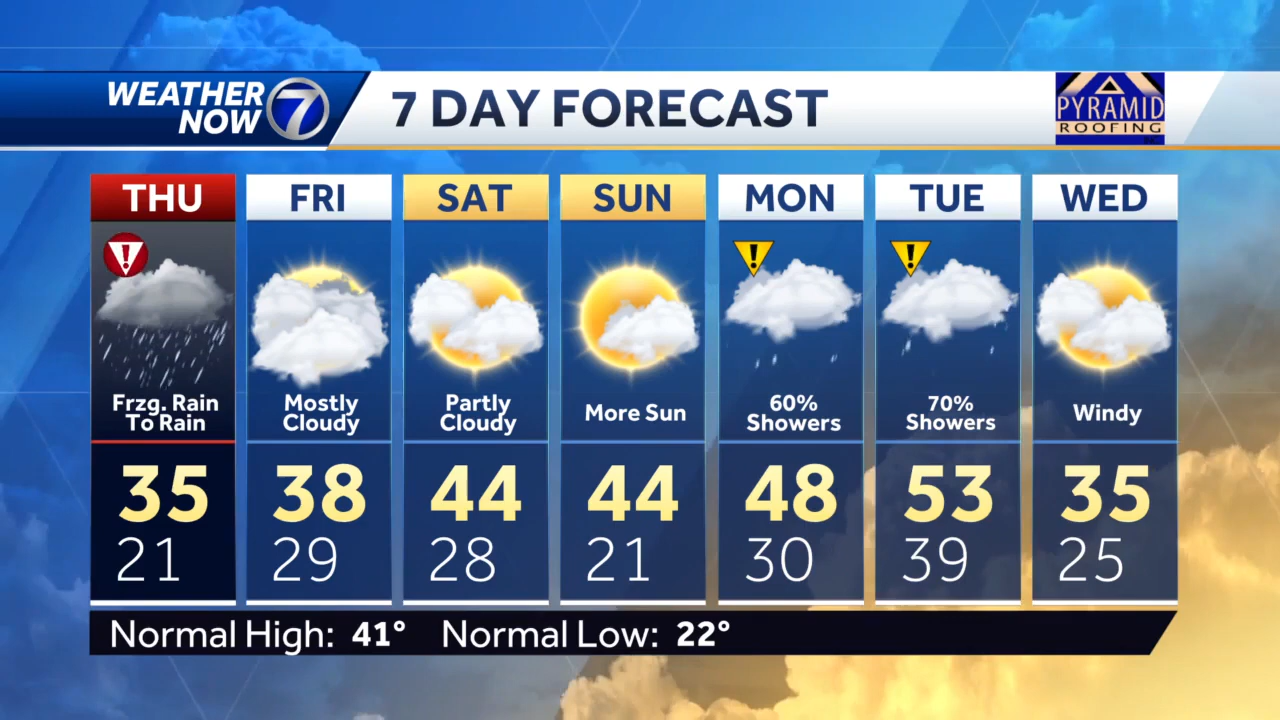 WEATHER
NOW 7
7 DAY FORECAST
PYRAMID
ROOFING
THU
FRI
SAT
SUN
MON
TUE
WED
Frzg. Rain
To Rain
Mostly
Cloudy
Partly
Cloudy
More Sun
60%
Showers
70%
Showers
Windy
35
38
44
44
48
53
35
21
29
28
21
30
39
25
Normal High: 41° Normal Low: 22°